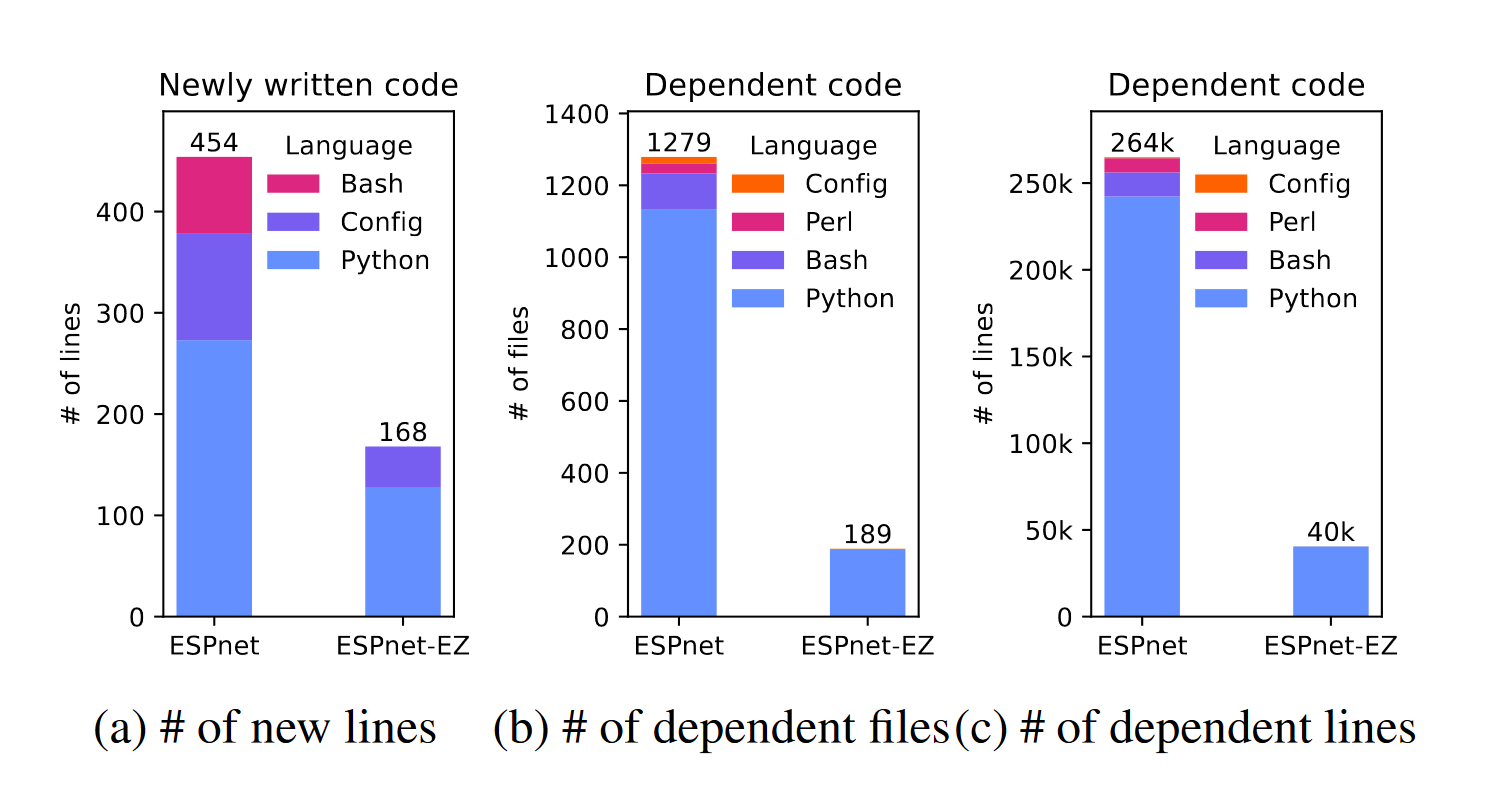 Newly written code
454
Language
Bash
Config
Python
400
300
200
100
0
168
# of lines
ESPnet
ESPnet-EZ
(a) # of new lines
Dependent code
1400
1279
Language
Config
Perl
Bash
Python
1200
1000
800
600
400
200
0
189
# of files
ESPnet
ESPnet-EZ
(b) # of dependent files
Dependent code
264k
Language
Config
Perl
Bash
Python
250k
200k
150k
100k
50k
0
40k
# of lines
ESPnet
ESPnet-EZ
(c) # of dependent lines